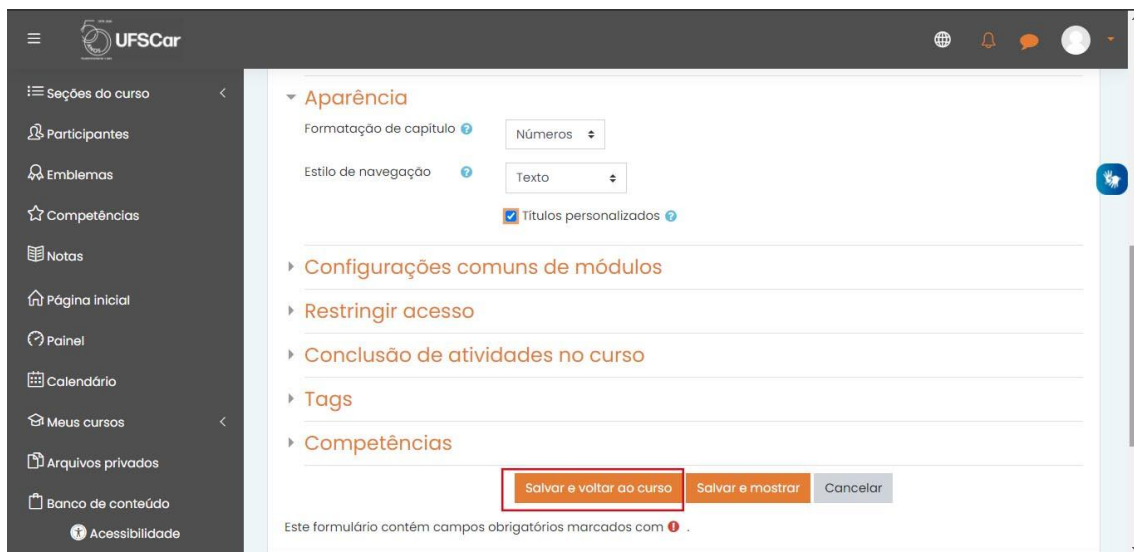 UFSCar
Seções do curso
Participantes
Emblemas
Competências
Notas
Página inicial
Painel
Calendário
Meus cursos
Arquivos privados
Banco de conteúdo
Acessibilidade
Aparência
Formatação de capítulo
Números
Estilo de navegação
Texto
Títulos personalizados
Configurações comuns de módulos
Restringir acesso
Conclusão de atividades no curso
Tags
Competências
Salvar e voltar ao curso Salvar e mostrar Cancelar
Este formulário contém campos obrigatórios marcados com .